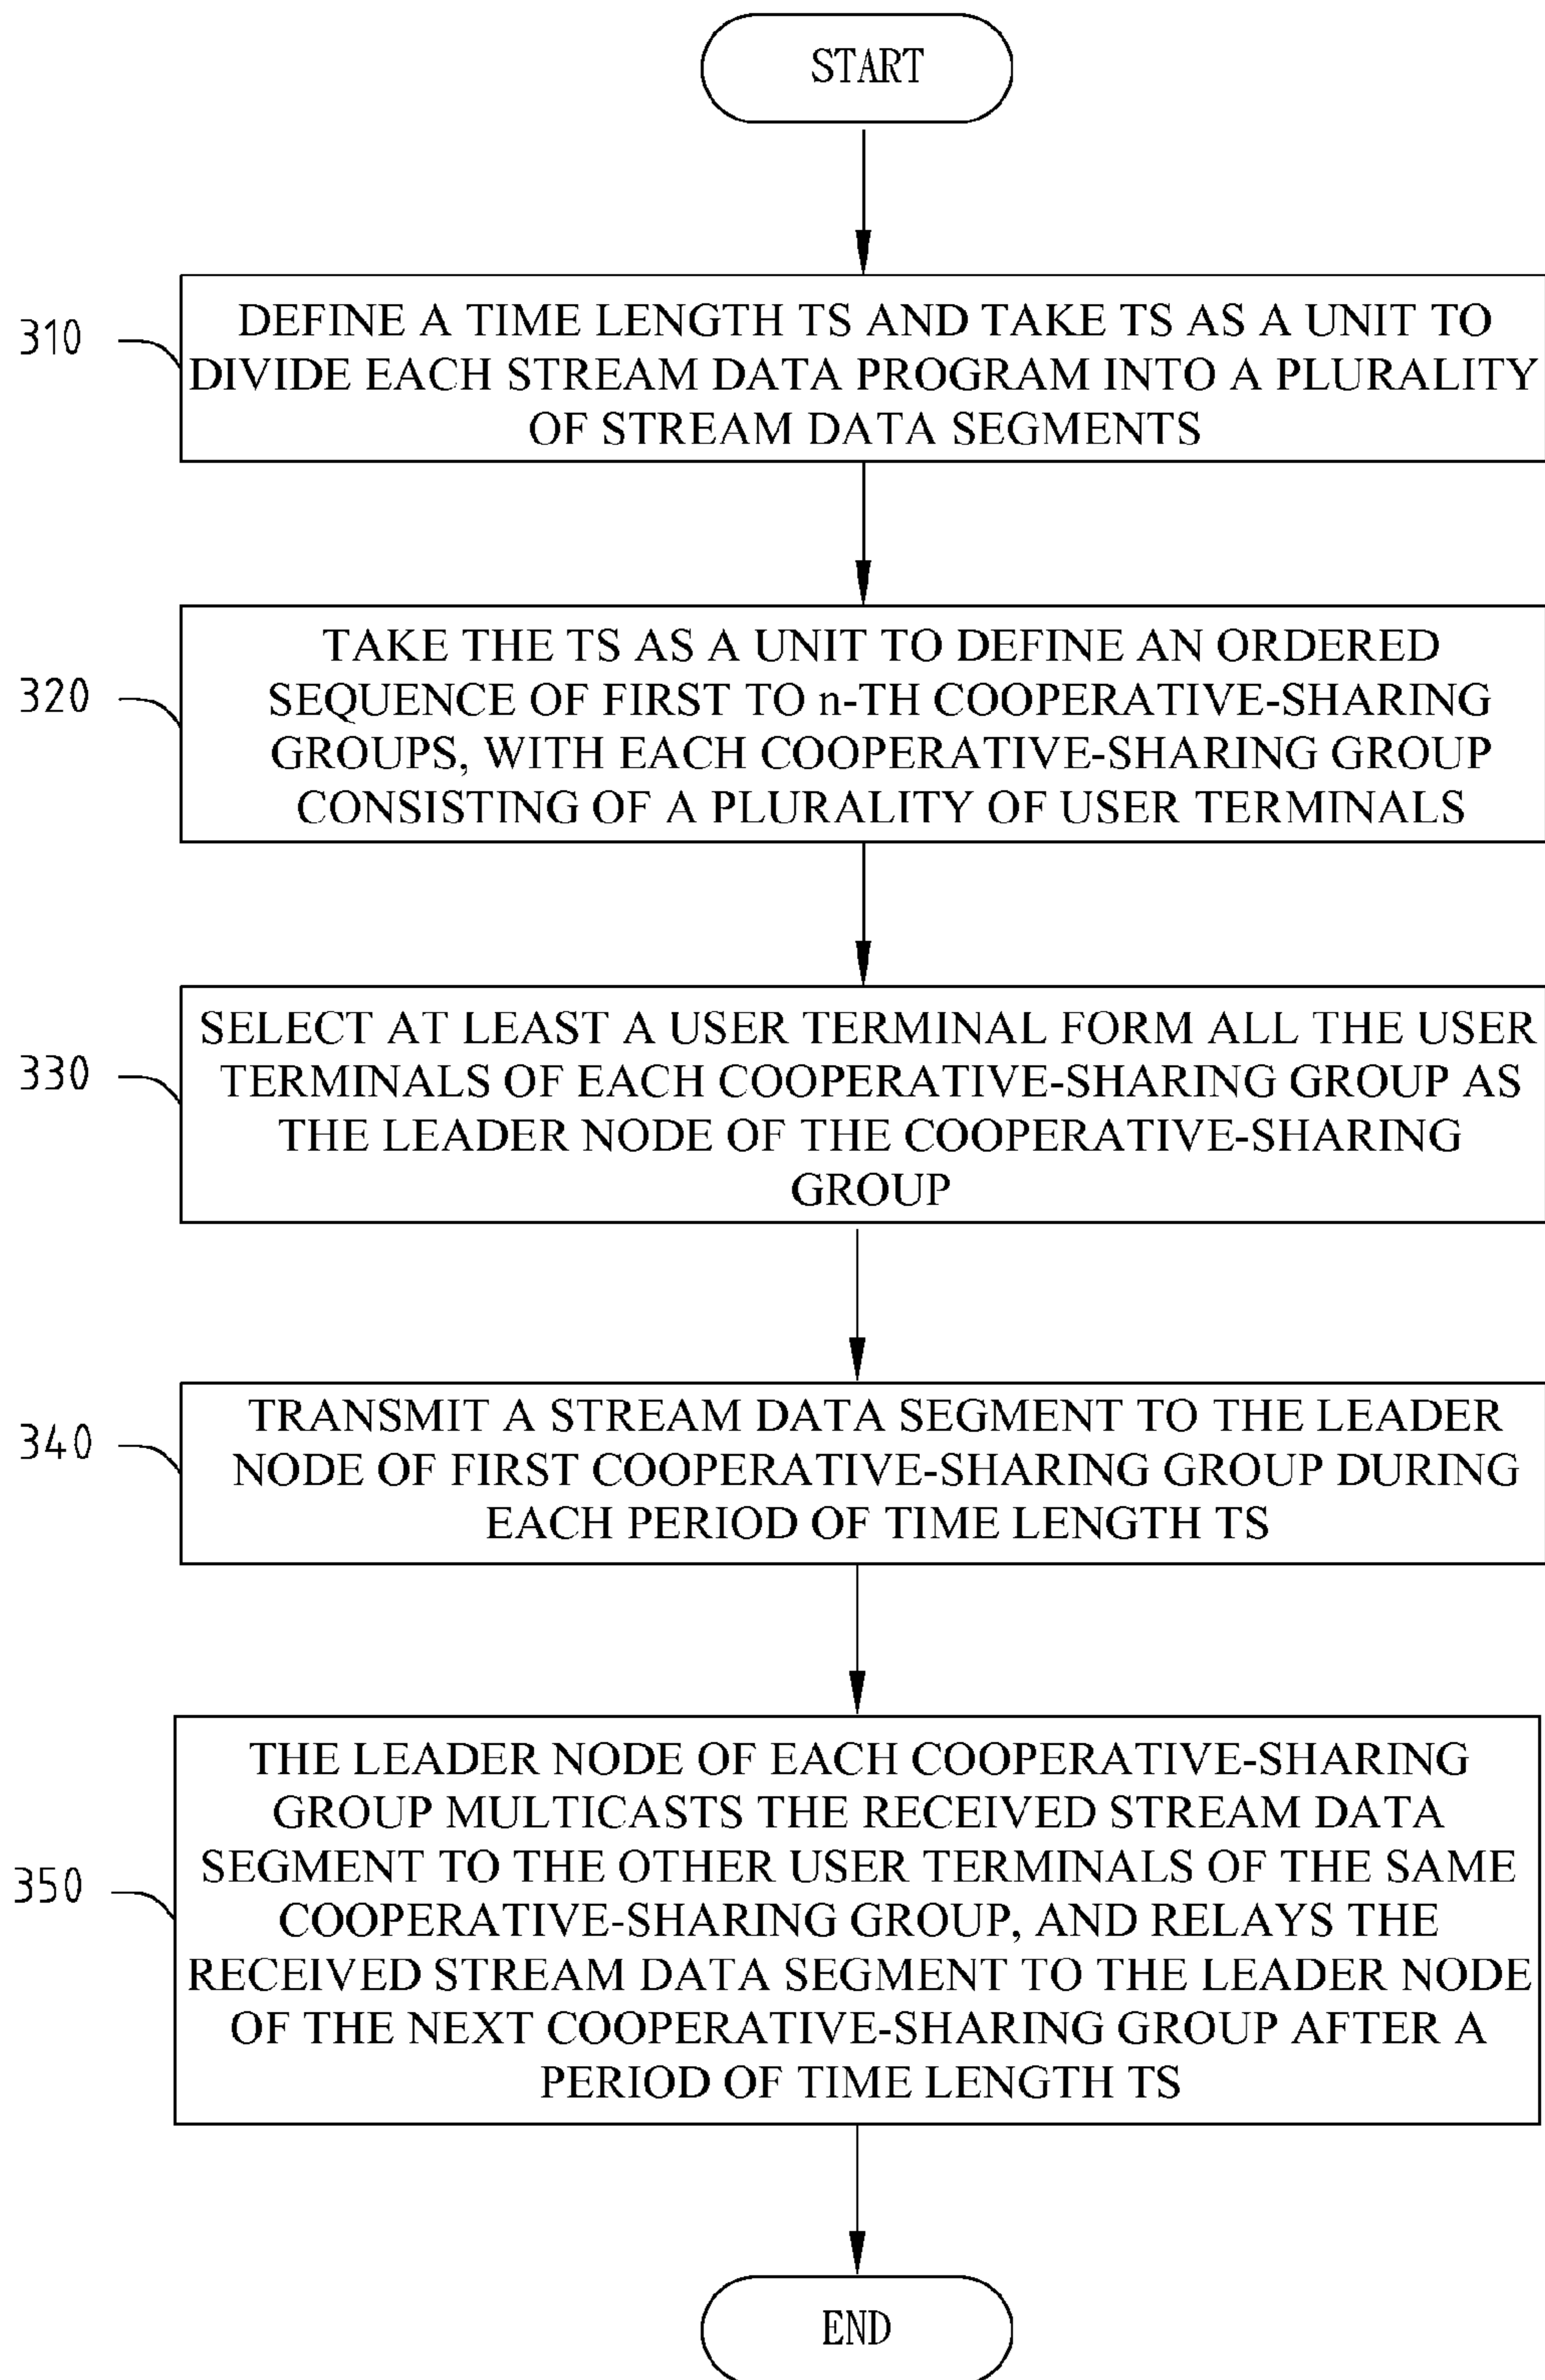 START
310
DEFINE A TIME LENGTH TS AND TAKE TS AS A UNIT TO
DIVIDE EACH STREAM DATA PROGRAM INTO A PLURALITY
OF STREAM DATA SEGMENTS
320
TAKE THE TS AS A UNIT TO DEFINE AN ORDERED
SEQUENCE OF FIRST TO n-TH COOPERATIVE-SHARING
GROUPS, WITH EACH COOPERATIVE-SHARING GROUP
CONSISTING OF A PLURALITY OF USER TERMINALS
330
SELECT AT LEAST A USER TERMINAL FORM ALL THE USER
TERMINALS OF EACH COOPERATIVE-SHARING GROUP AS
THE LEADER NODE OF THE COOPERATIVE-SHARING
GROUP
340
TRANSMIT A STREAM DATA SEGMENT TO THE LEADER
NODE OF FIRST COOPERATIVE-SHARING GROUP DURING
EACH PERIOD OF TIME LENGTH TS
350
THE LEADER NODE OF EACH COOPERATIVE-SHARING
GROUP MULTICASTS THE RECEIVED STREAM DATA
SEGMENT TO THE OTHER USER TERMINALS OF THE SAME
COOPERATIVE-SHARING GROUP, AND RELAYS THE
RECEIVED STREAM DATA SEGMENT TO THE LEADER NODE
OF THE NEXT COOPERATIVE-SHARING GROUP AFTER A
PERIOD OF TIME LENGTH TS
END